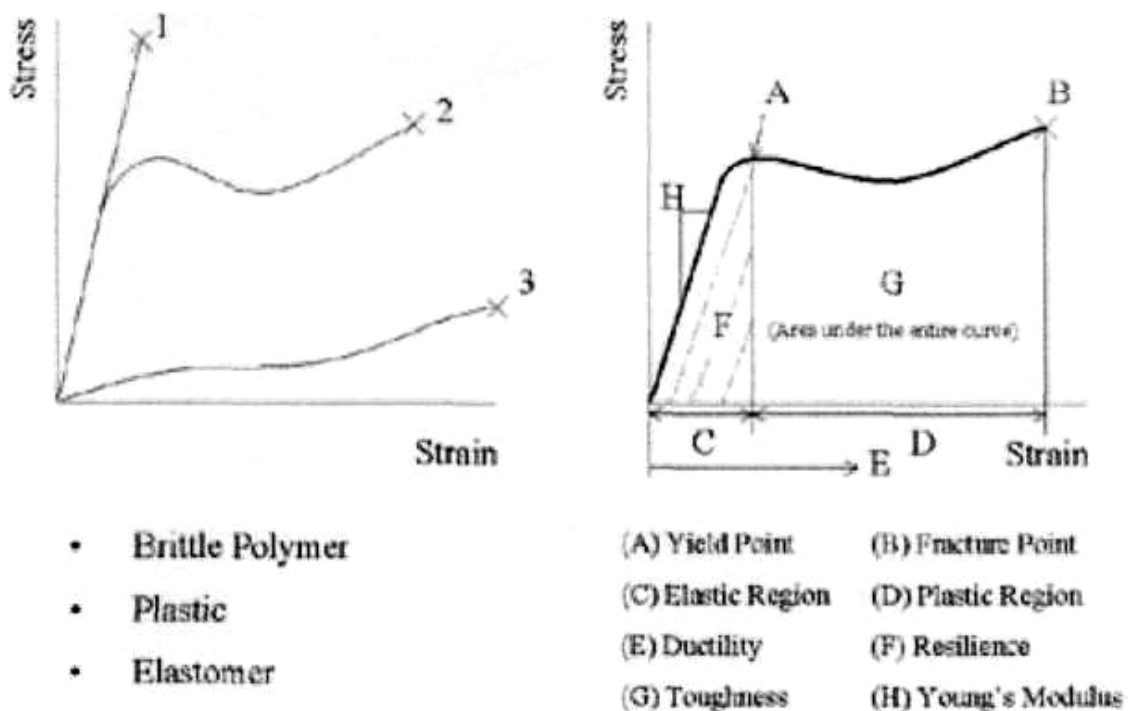 Stress
1
2
3
Strain
• Brittle Polymer
• Plastic
• Elastomer
Stress
A
B
H
G
(Area under the entire curve)
F
C
D
Strain
E
(A) Yield Point (B) Fracture Point
(C) Elastic Region (D) Plastic Region
(E) Ductility (F) Resilience
(G) Toughness (H) Young's Modulus